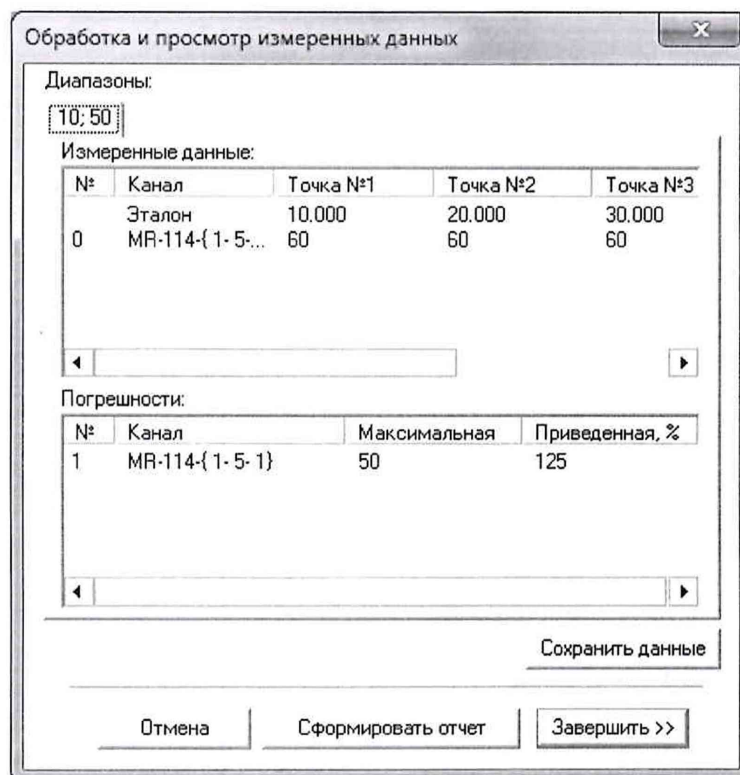 Обработка и просмотр измеренных данных
Диапазоны:
10; 50
Измеренные данные:
№ Канал Точка №1 Точка №2 Точка №3
Эталон 10.000 20.000 30.000
0 MR-114-{ 1- 5-... 60 60 60
Погрешности:
№ Канал Максимальная Приведенная, %
1 MR-114-{ 1- 5- 1} 50 125
Сохранить данные
Отмена Сформировать отчет Завершить >>